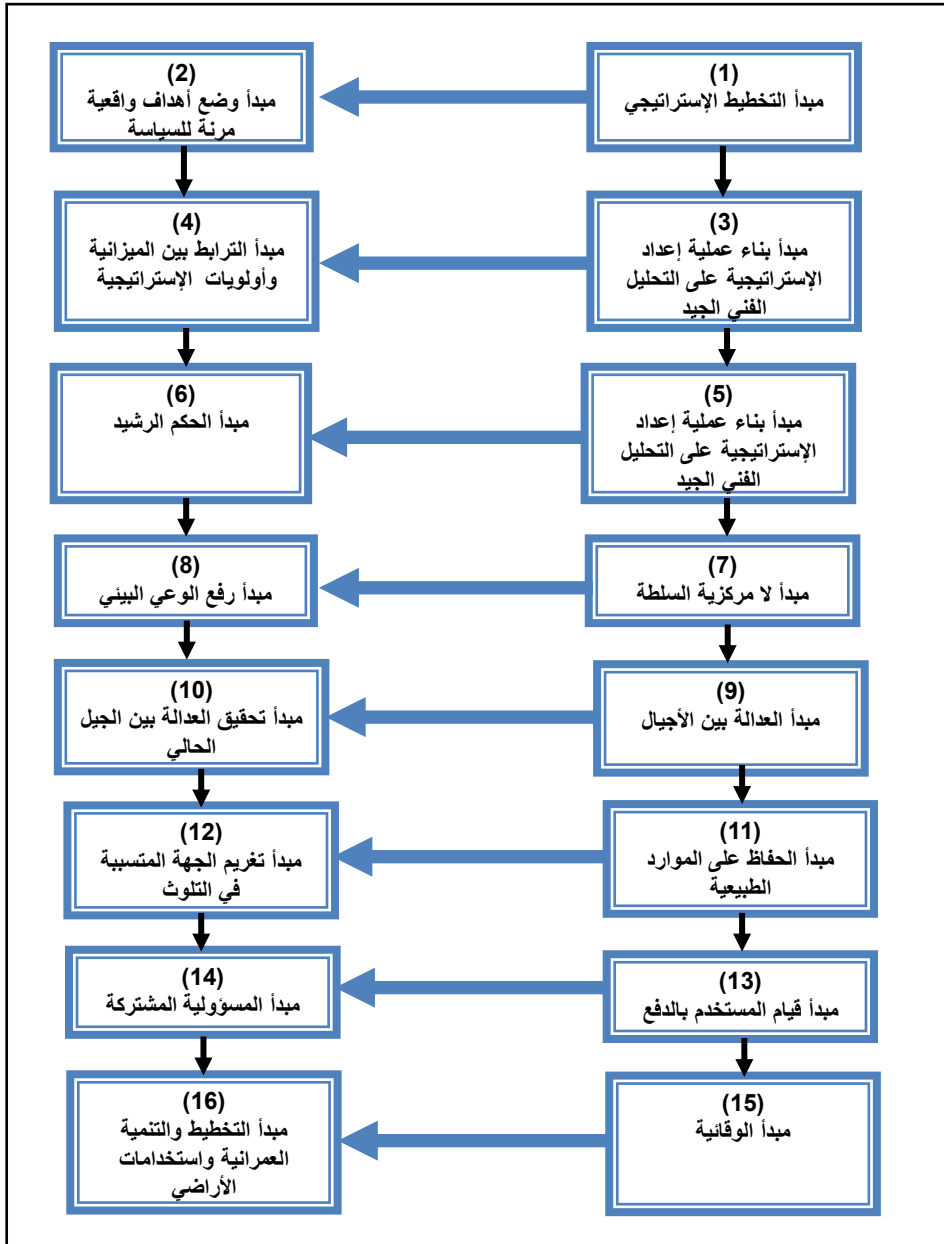 (1)
مبدأ التخطيط الإستراتيجي
(2)
مبدأ وضع أهداف واقعية
مرنة للسياسة
(3)
مبدأ بناء عملية إعداد
الإستراتيجية على التحليل
الفني الجيد
(4)
مبدأ الترابط بين الميزانية
وأولويات الإستراتيجية
(5)
مبدأ بناء عملية إعداد
الإستراتيجية على التحليل
الفني الجيد
(6)
مبدأ الحكم الرشيد
(7)
مبدأ لا مركزية السلطة
(8)
مبدأ رفع الوعي البيئي
(9)
مبدأ العدالة بين الأجيال
(10)
مبدأ تحقيق العدالة بين الجيل
الحالي
(11)
مبدأ الحفاظ على الموارد
الطبيعية
(12)
مبدأ تغريم الجهة المتسببة
في التلوث
(13)
مبدأ قيام المستخدم بالدفع
(14)
مبدأ المسؤولية المشتركة
(15)
مبدأ الوقائية
(16)
مبدأ التخطيط والتنمية
العمرانية واستخدامات
الأراضي